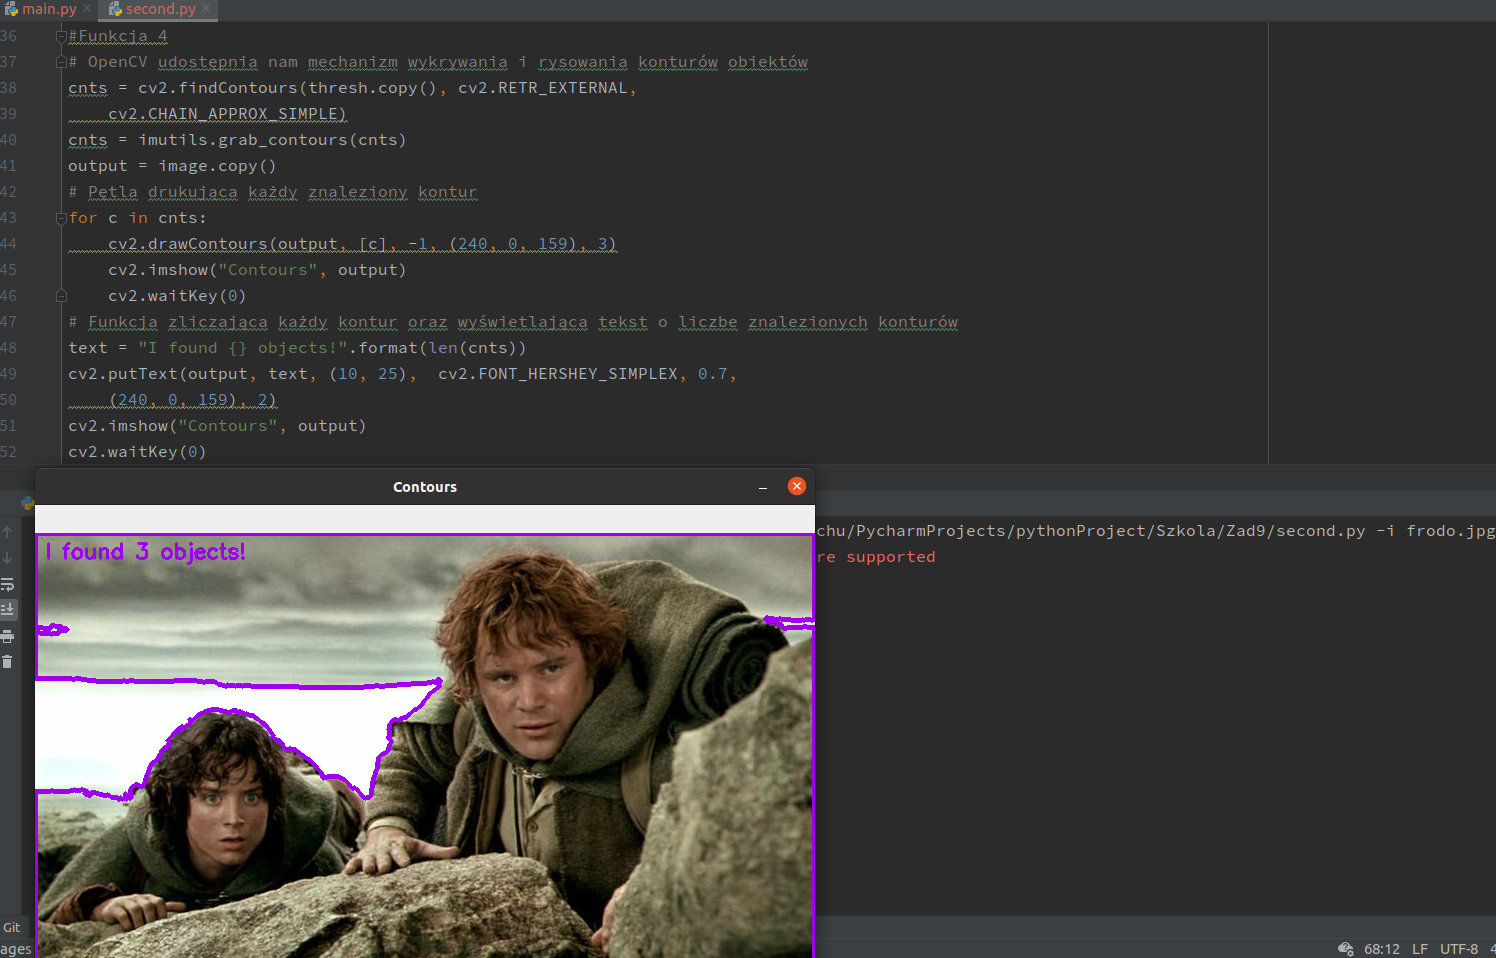 main.py
second.py
36 #Funkcja 4
37 # OpenCV udostępnia nam mechanizm wykrywania i rysowania konturów obiektów
38 cnts = cv2.findContours(thresh.copy(), cv2.RETR_EXTERNAL,
39     cv2.CHAIN_APPROX_SIMPLE)
40 cnts = imutils.grab_contours(cnts)
41 output = image.copy()
42 # Pętla drukująca każdy znaleziony kontur
43 for c in cnts:
44     cv2.drawContours(output, [c], -1, (240, 0, 159), 3)
45     cv2.imshow("Contours", output)
46     cv2.waitKey(0)
47 # Funkcja zliczająca każdy kontur oraz wyświetlająca tekst o liczbe znalezionych konturów
48 text = "I found {} objects!".format(len(cnts))
49 cv2.putText(output, text, (10, 25),  cv2.FONT_HERSHEY_SIMPLEX, 0.7,
50     (240, 0, 159), 2)
51 cv2.imshow("Contours", output)
52 cv2.waitKey(0)
Contours
chu/PycharmProjects/pythonProject/Szkola/Zad9/second.py -i frodo.jpg
re supported
I found 3 objects!
Git
ages
68:12 LF UTF-8 4